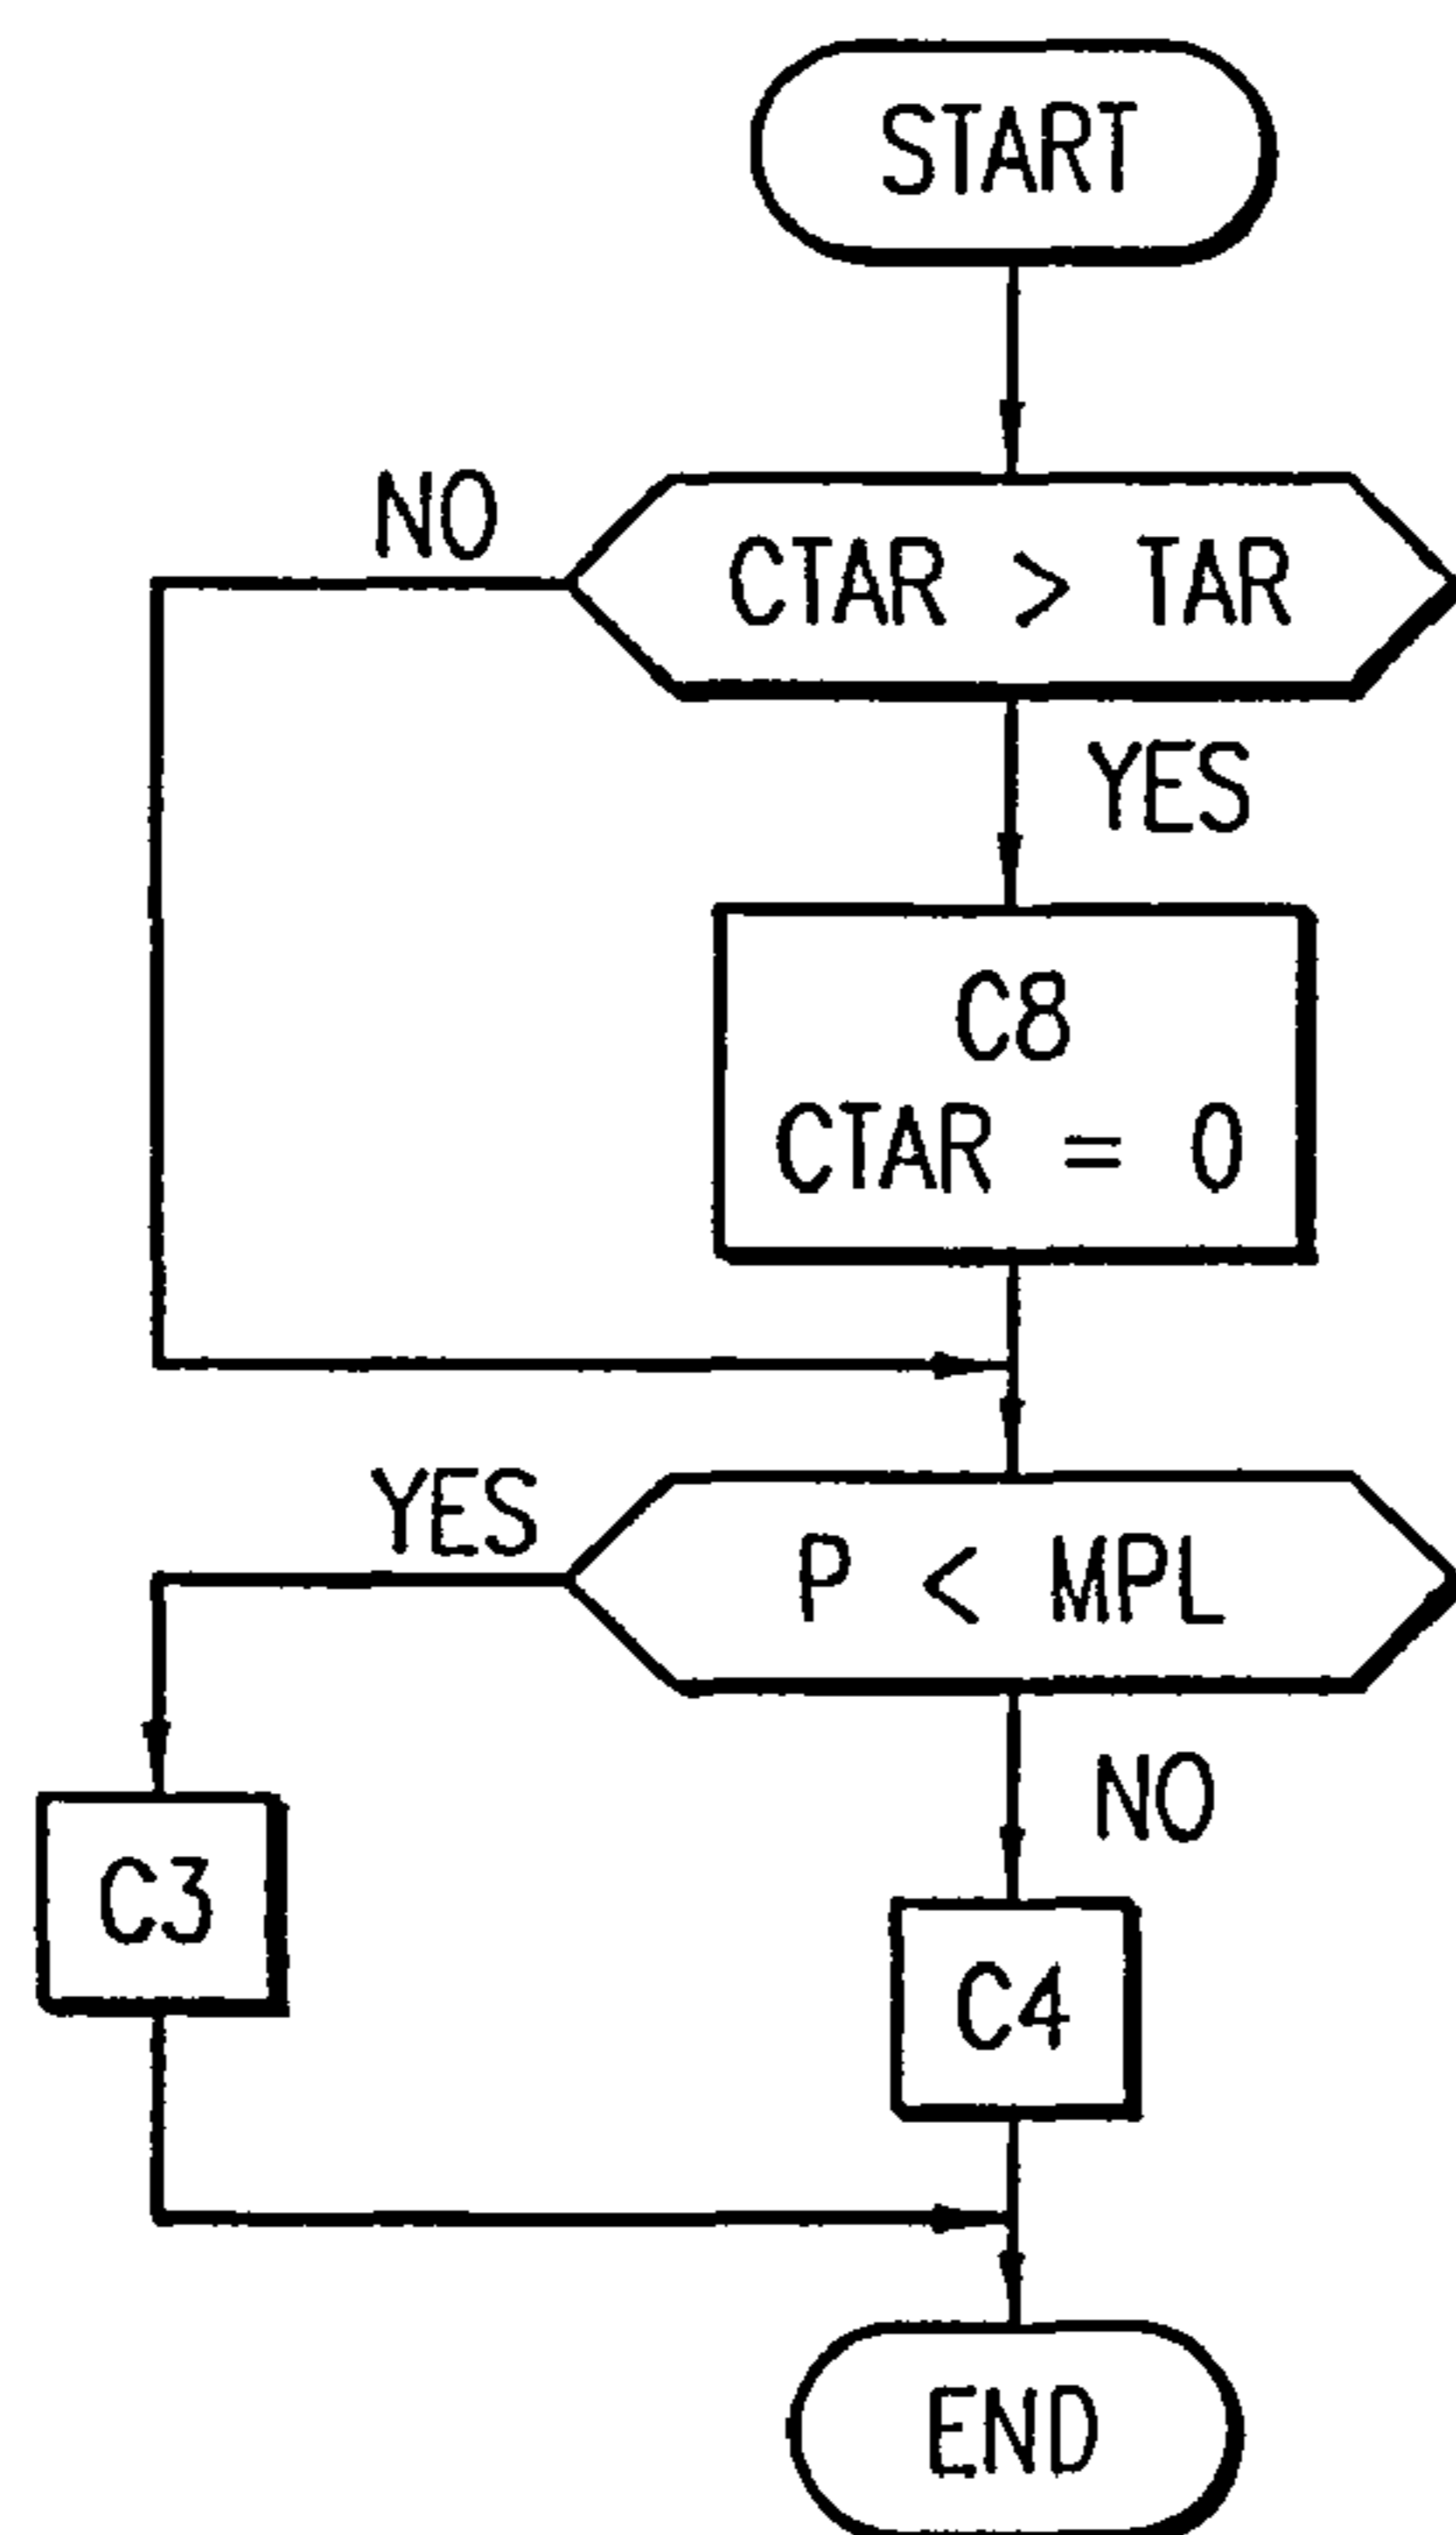 START
NO
CTAR > TAR
YES
C8
CTAR = 0
YES
P < MPL
NO
C3
C4
END